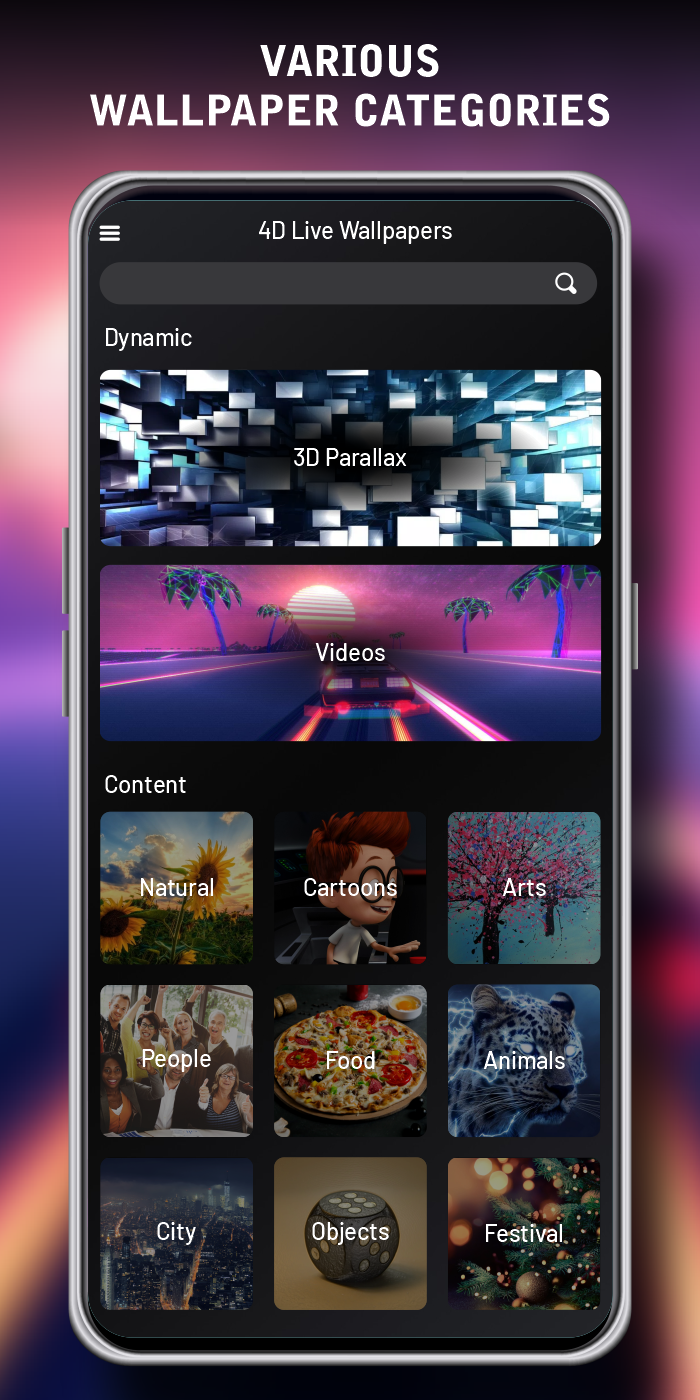 VARIOUS
WALLPAPER CATEGORIES
4D Live Wallpapers
Dynamic
3D Parallax
Videos
Content
Natural
Cartoons
Arts
People
Food
Animals
City
Objects
Festival